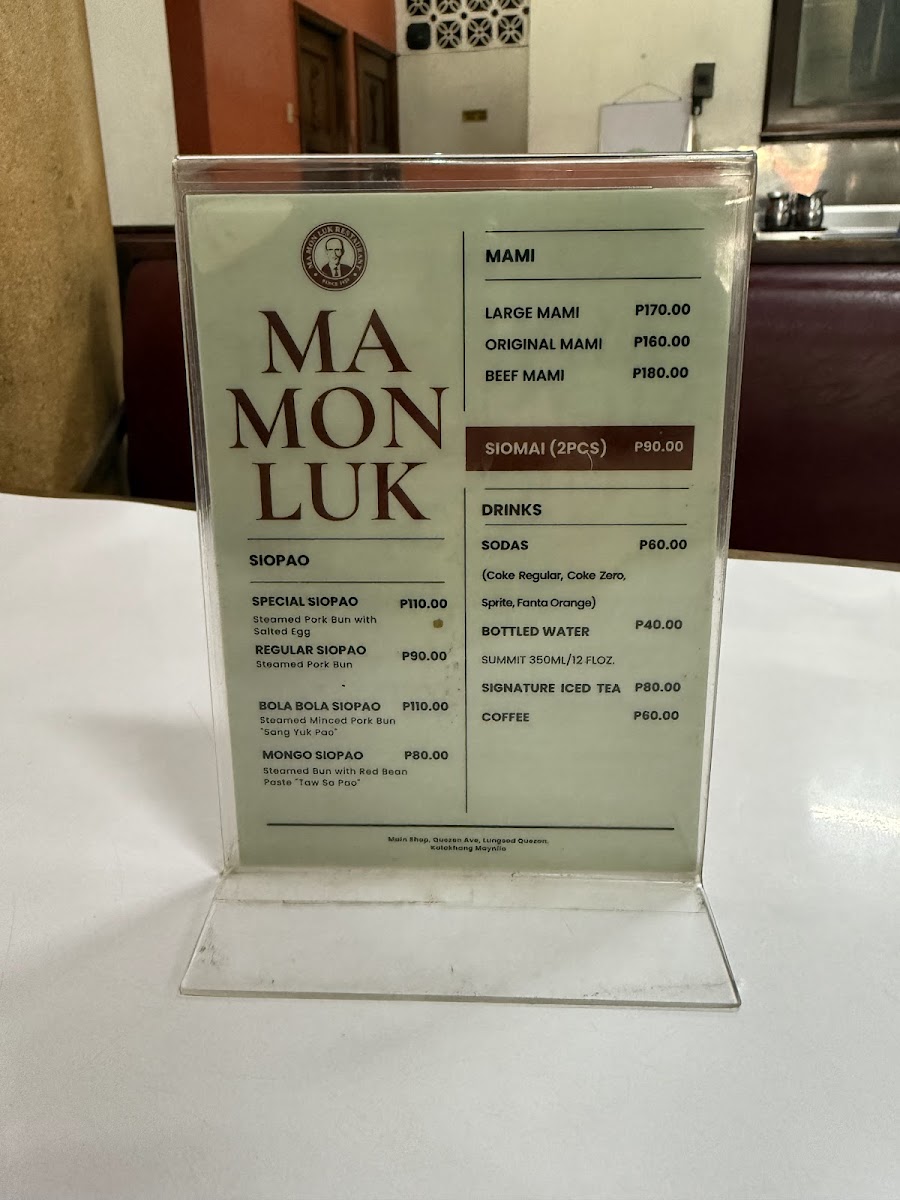 MA MON LUK RESTAURANT
MA
MON
LUK
SIOPAO
SPECIAL SIOPAO P110.00
Steamed Pork Bun with
Salted Egg
REGULAR SIOPAO P90.00
Steamed Pork Bun
BOLA BOLA SIOPAO P110.00
Steamed Minced Pork Bun
"Sang Yuk Pao"
MONGO SIOPAO P80.00
Steamed Bun with Red Bean
Paste "Taw Sa Pao"
MAMI
LARGE MAMI P170.00
ORIGINAL MAMI P160.00
BEEF MAMI P180.00
SIOMAI (2PCS) P90.00
DRINKS
SODAS P60.00
(Coke Regular, Coke Zero,
Sprite, Fanta Orange)
BOTTLED WATER P40.00
SUMMIT 350ML/12 FLOZ.
SIGNATURE ICED TEA P80.00
COFFEE P60.00
Main Shop, Quezon Ave, Lungsod Quezon,
Kalakhang Maynila